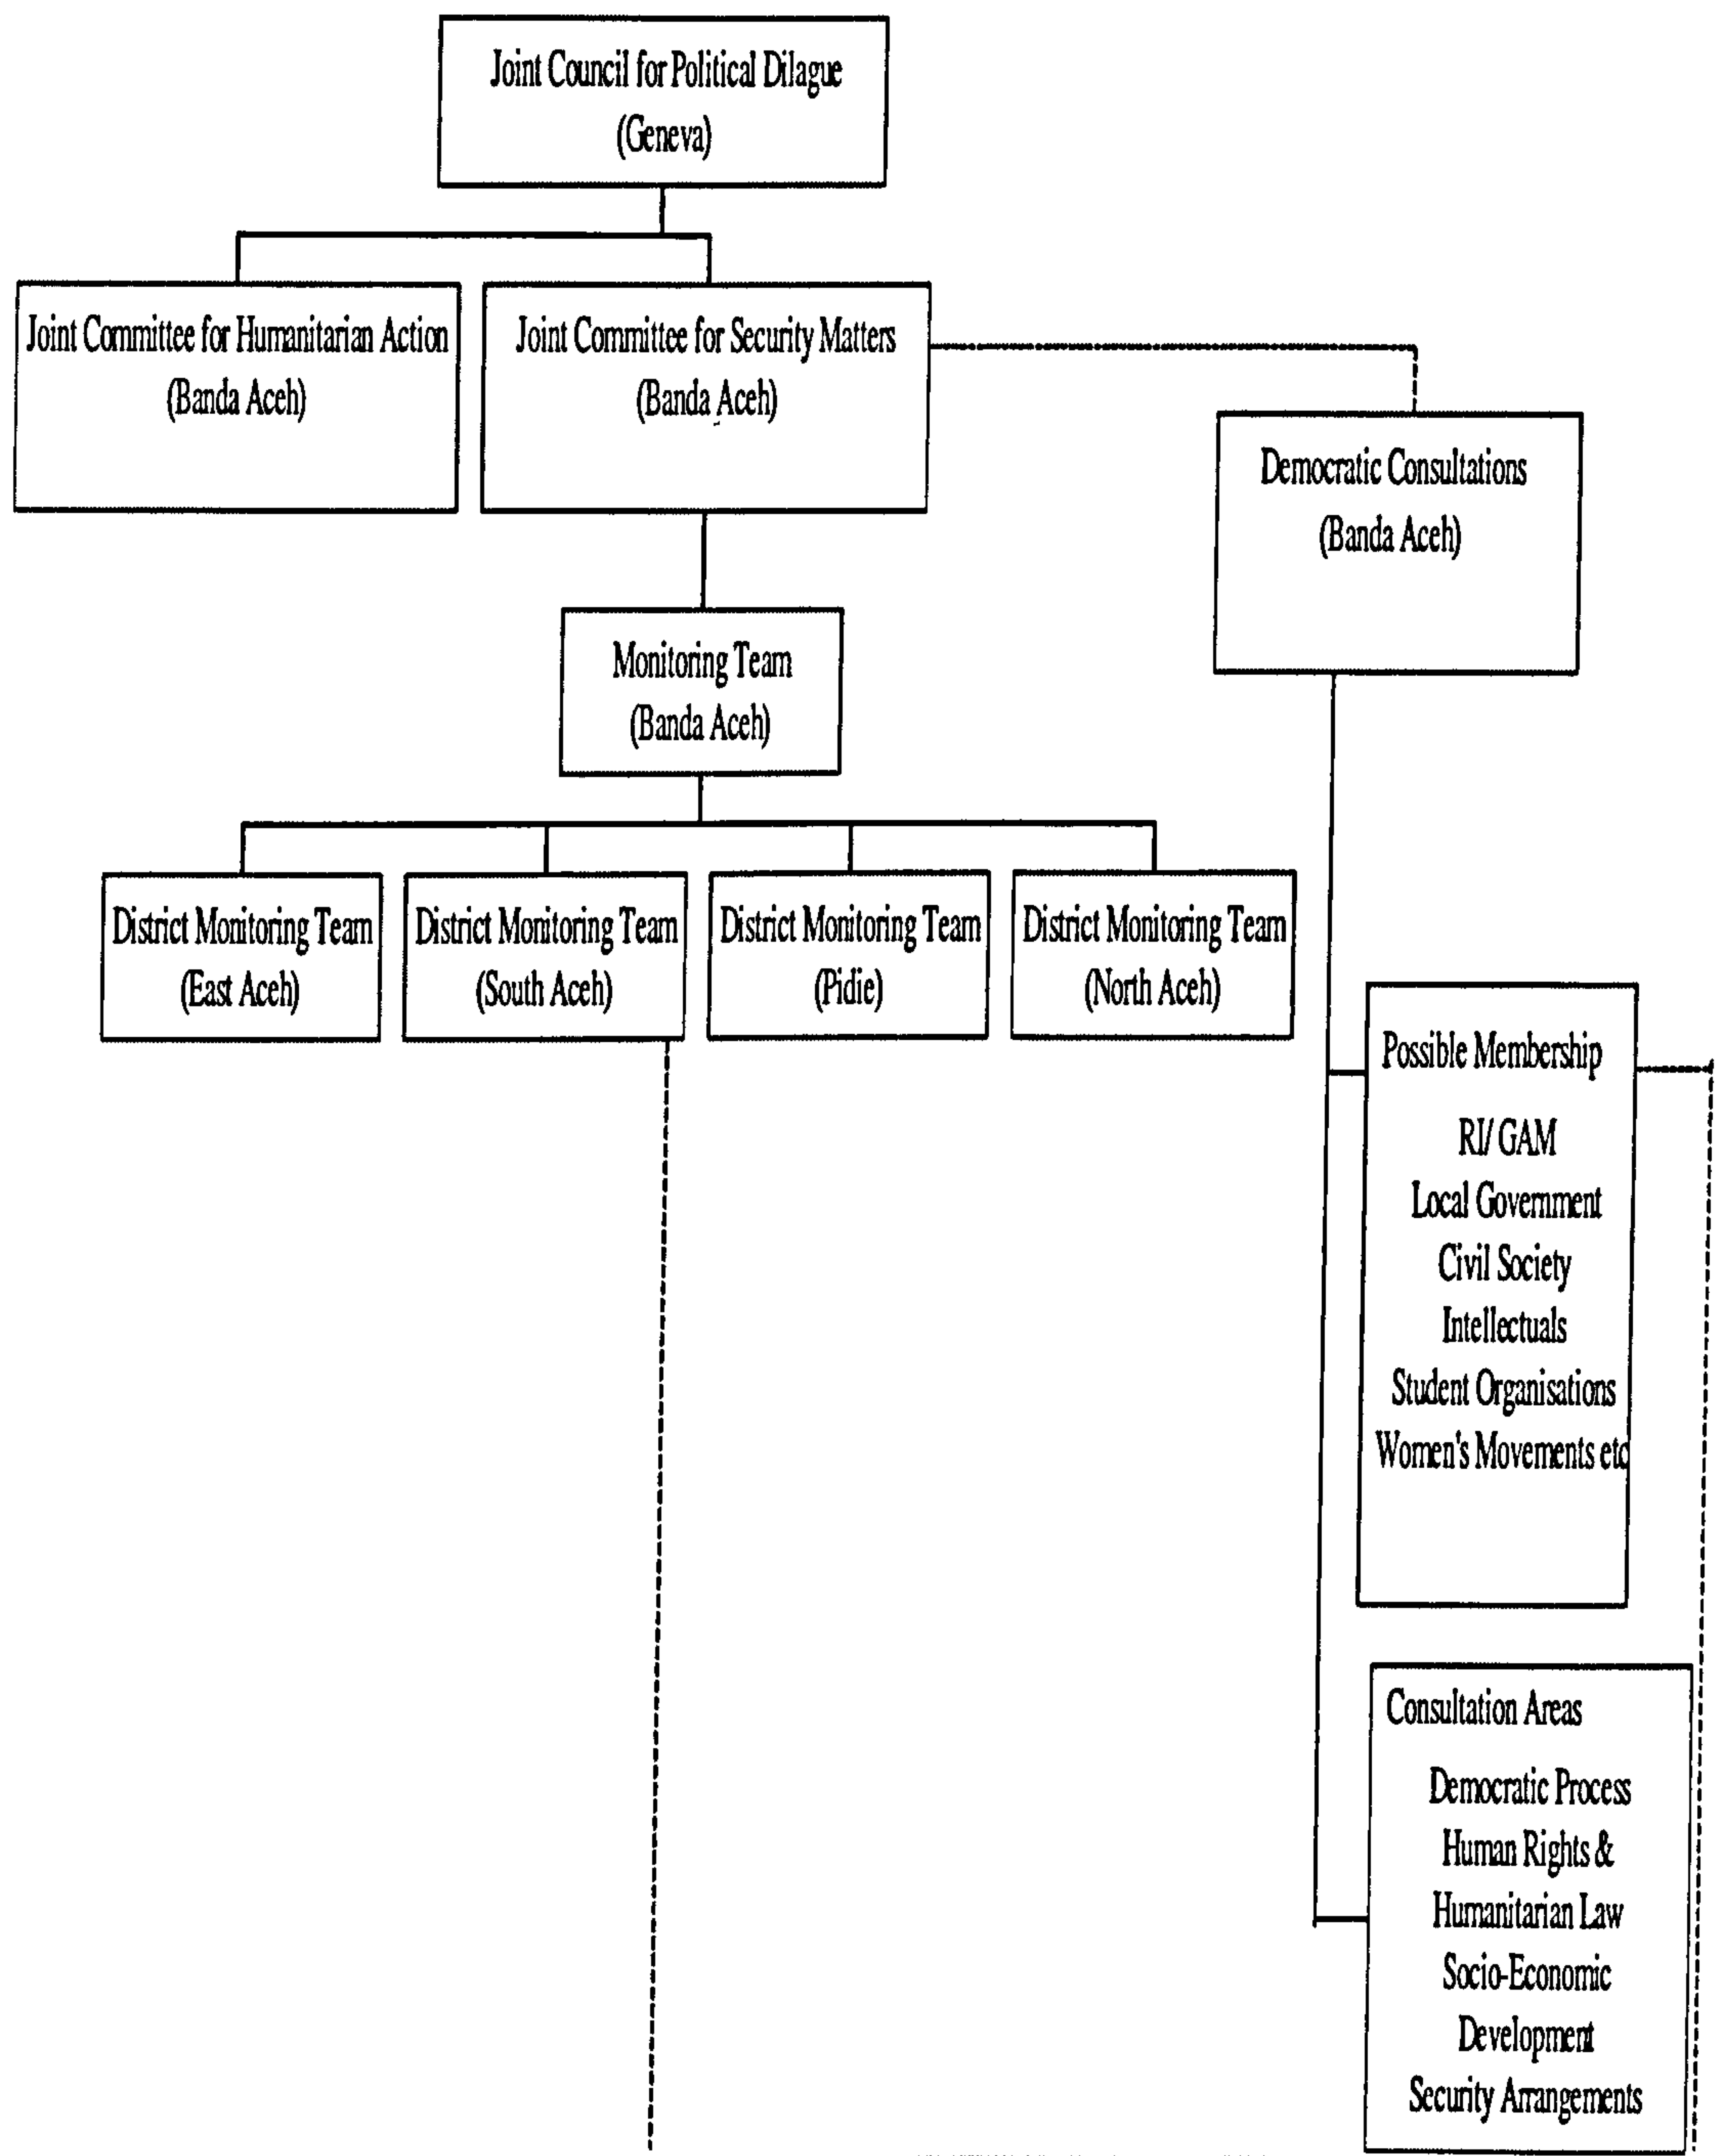 Joint Council for Political Dilague
(Geneva)
Joint Committee for Humanitarian Action
(Banda Aceh)
Joint Committee for Security Matters
(Banda Aceh)
Democratic Consultations
(Banda Aceh)
Monitoring Team
(Banda Aceh)
District Monitoring Team
(East Aceh)
District Monitoring Team
(South Aceh)
District Monitoring Team
(Pidie)
District Monitoring Team
(North Aceh)
Possible Membership
RI/ GAM
Local Government
Civil Society
Intellectuals
Student Organisations
Women's Movements etc
Consultation Areas
Democratic Process
Human Rights &
Humanitarian Law
Socio-Economic
Development
Security Arrangements